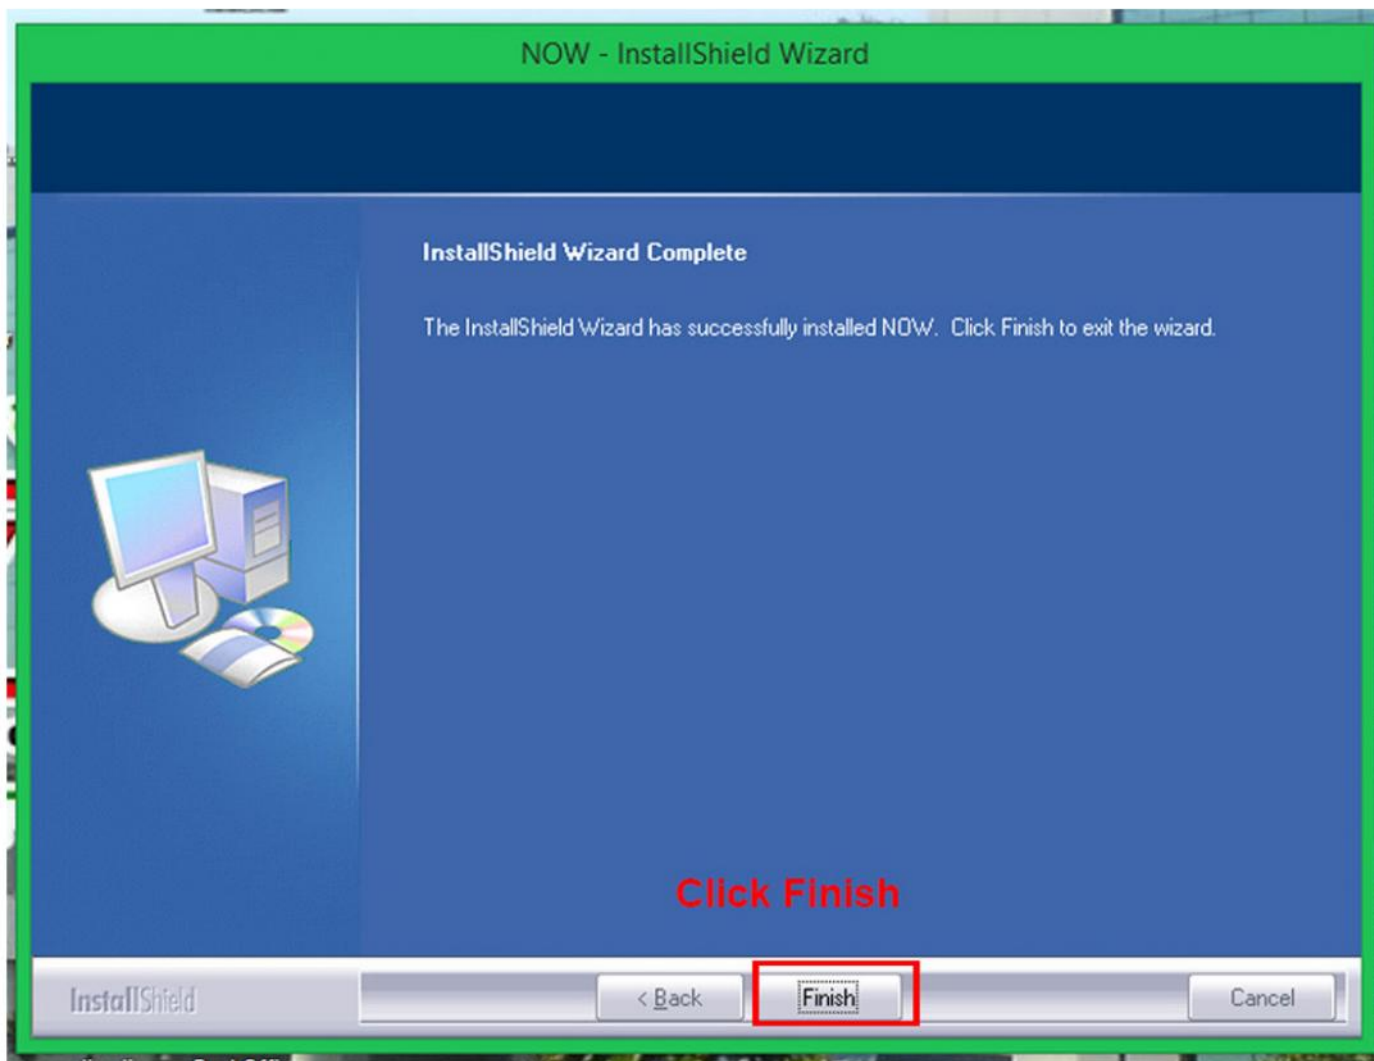 NOW - InstallShield Wizard
InstallShield Wizard Complete
The InstallShield Wizard has successfully installed NOW. Click Finish to exit the wizard.
Click Finish
InstallShield
< Back
Finish
Cancel